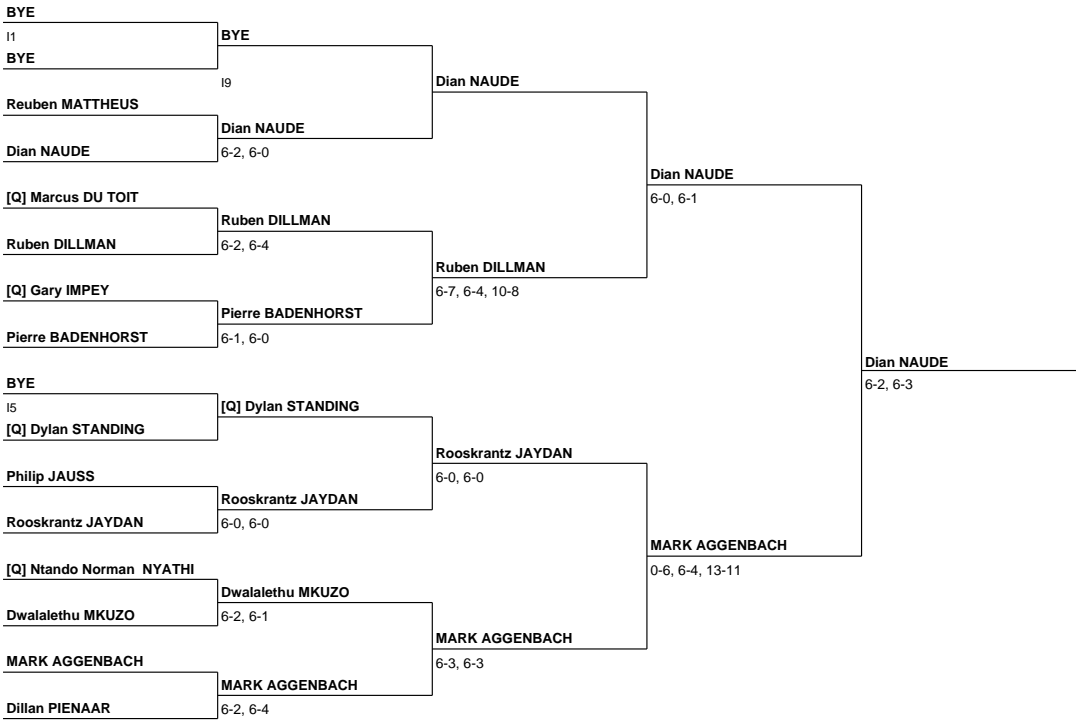 BYE
I1
BYE
Reuben MATTHEUS
Dian NAUDE
[Q] Marcus DU TOIT
Ruben DILLMAN
[Q] Gary IMPEY
Pierre BADENHORST
BYE
I5
[Q] Dylan STANDING
Philip JAUSS
Rooskrantz JAYDAN
[Q] Ntando Norman  NYATHI
Dwalalethu MKUZO
MARK AGGENBACH
Dillan PIENAAR
BYE
I9
Dian NAUDE
6-2, 6-0
Ruben DILLMAN
6-2, 6-4
Pierre BADENHORST
6-1, 6-0
[Q] Dylan STANDING
Rooskrantz JAYDAN
6-0, 6-0
Dwalalethu MKUZO
6-2, 6-1
MARK AGGENBACH
6-2, 6-4
Dian NAUDE
Ruben DILLMAN
6-7, 6-4, 10-8
Rooskrantz JAYDAN
6-0, 6-0
MARK AGGENBACH
6-3, 6-3
Dian NAUDE
6-0, 6-1
MARK AGGENBACH
0-6, 6-4, 13-11
Dian NAUDE
6-2, 6-3